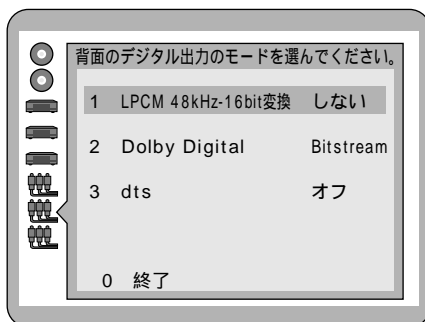 背面のデジタル出力のモードを選んでください。
1 LPCM 48kHz-16bit変換 しない
2 Dolby Digital Bitstream
3 dts オフ
0 終了